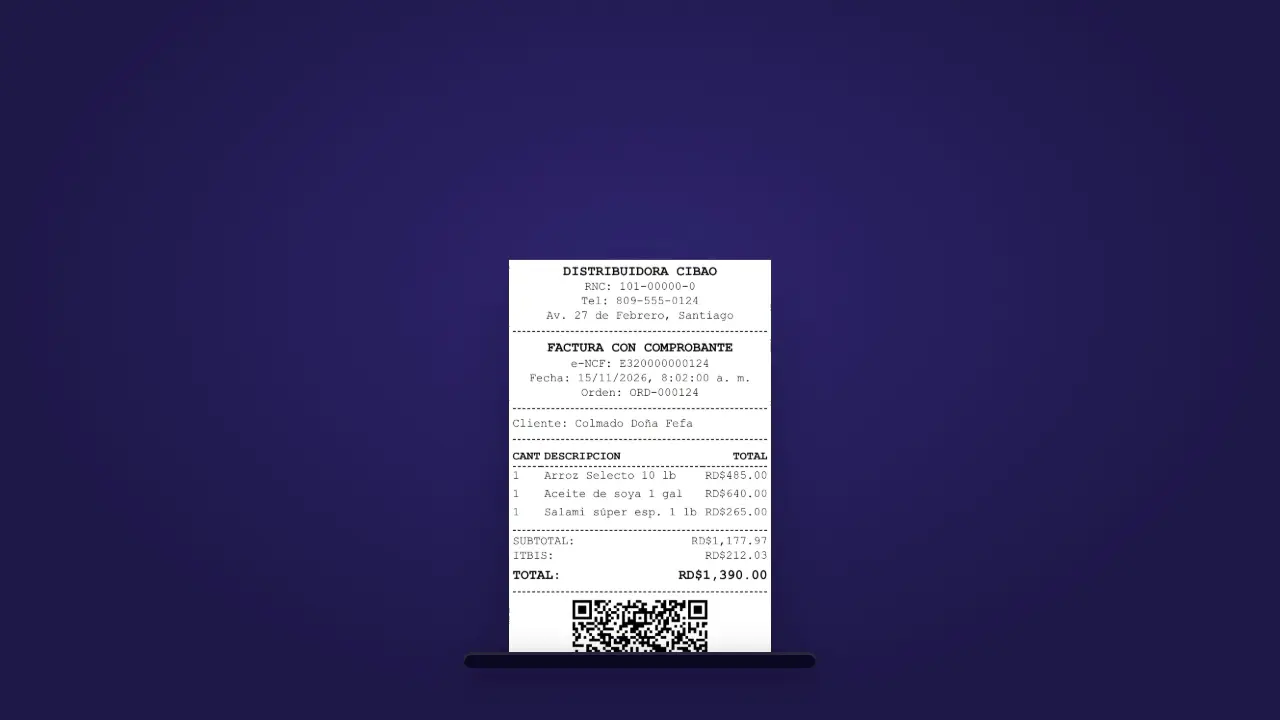 DISTRIBUIDORA CIBAO
RNC: 101-00000-0
Tel: 809-555-0124
Av. 27 de Febrero, Santiago
FACTURA CON COMPROBANTE
e-NCF: E320000000124
Fecha: 15/11/2026, 8:02:00 a. m.
Orden: ORD-000124
Cliente: Colmado Doña Fefa
CANT DESCRIPCION TOTAL
1 Arroz Selecto 10 lb RD$485.00
1 Aceite de soya 1 gal RD$640.00
1 Salami súper esp. 1 lb RD$265.00
SUBTOTAL: RD$1,177.97
ITBIS: RD$212.03
TOTAL: RD$1,390.00